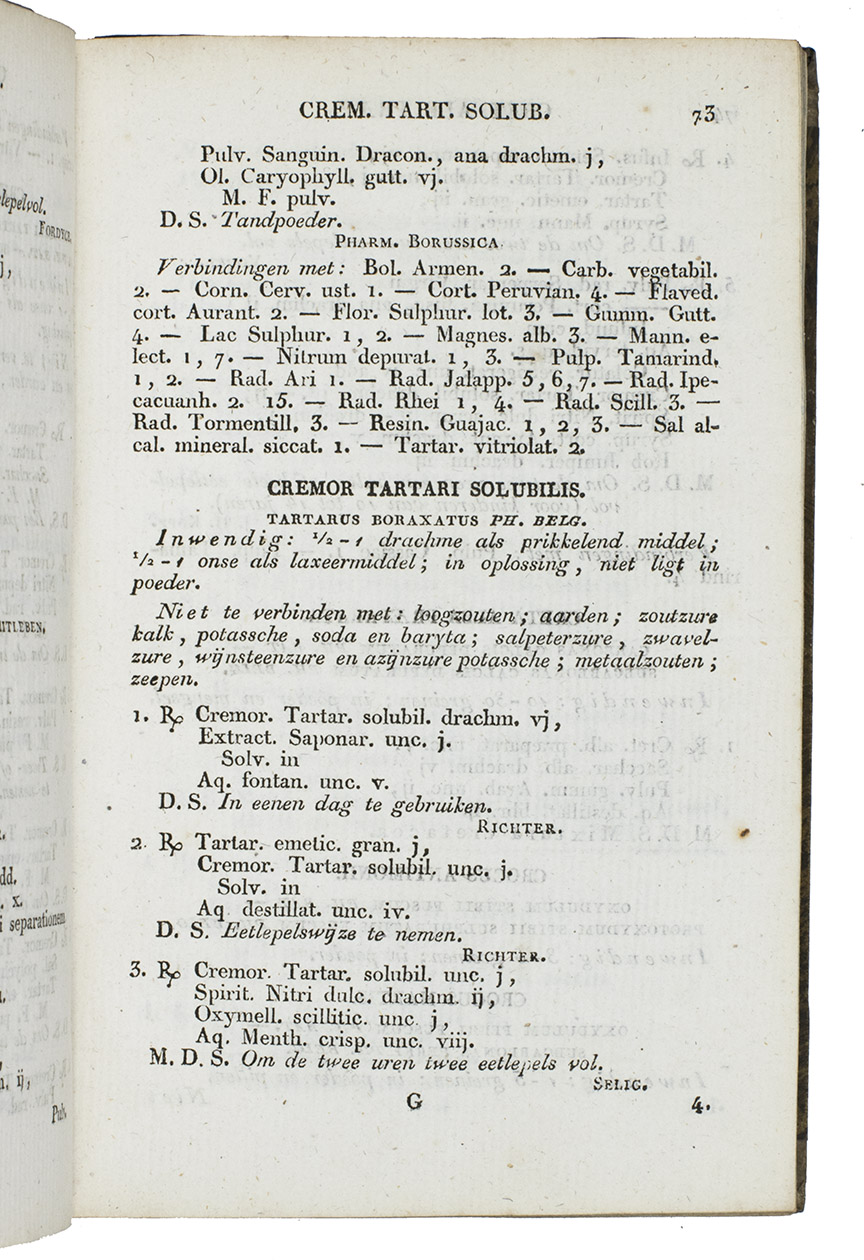 lepelvol.
FORDYCE.
j,
ITLEBEN.
dd.
. x.
i separationem
ij,
Pulv.
CREM. TART. SOLUB. 73
Pulv. Sanguin. Dracon., ana drachm. j,
Ol. Caryophyll. gutt. vj.
M. F. pulv.
D. S. Tandpoeder.
PHARM. BORUSSICA.
Verbindingen met: Bol. Armen. 2. — Carb. vegetabil.
2. — Corn. Cerv. ust. 1. — Cort. Peruvian. 4. — Flaved.
cort. Aurant. 2. — Flor. Sulphur. lot. 3. — Gumm. Gutt.
4. — Lac Sulphur. 1, 2. — Magnes. alb. 3. — Mann. e-
lect. 1, 7. — Nitrum depurat. 1, 3. — Pulp. Tamarind.
1, 2. — Rad. Ari 1. — Rad. Jalapp. 5, 6, 7. — Rad. Ipe-
cacuanh. 2. 15. — Rad. Rhei 1, 4. — Rad. Scill. 3. —
Rad. Tormentill. 3. — Resin. Guajac. 1, 2, 3. — Sal al-
cal. mineral. siccat. 1. — Tartar. vitriolat. 2.
CREMOR TARTARI SOLUBILIS.
TARTARUS BORAXATUS PH. BELG.
Inwendig: 1/2 - 1 drachme als prikkelend middel;
1/2 - 1 onse als laxeermiddel; in oplossing, niet ligt in
poeder.
Niet te verbinden met: loogzouten; aarden; zoutzure
kalk, potassche, soda en baryta; salpeterzure, zwavel-
zure, wijnsteenzure en azijnzure potassche; metaalzouten;
zeepen.
1. ℞ Cremor. Tartar. solubil. drachm. vj,
Extract. Saponar. unc. j.
Solv. in
Aq. fontan. unc. v.
D. S. In eenen dag te gebruiken.
RICHTER.
2. ℞ Tartar. emetic. gran. j,
Cremor. Tartar. solubil. unc. j.
Solv. in
Aq destillat. unc. iv.
D. S. Eetlepelswijze te nemen.
RICHTER.
3. ℞ Cremor. Tartar. solubil. unc. j,
Spirit. Nitri dulc. drachm. ij,
Oxymell. scillitic. unc. j,
Aq. Menth. crisp. unc. viij.
M. D. S. Om de twee uren twee eetlepels vol.
SELIG.
G 4.